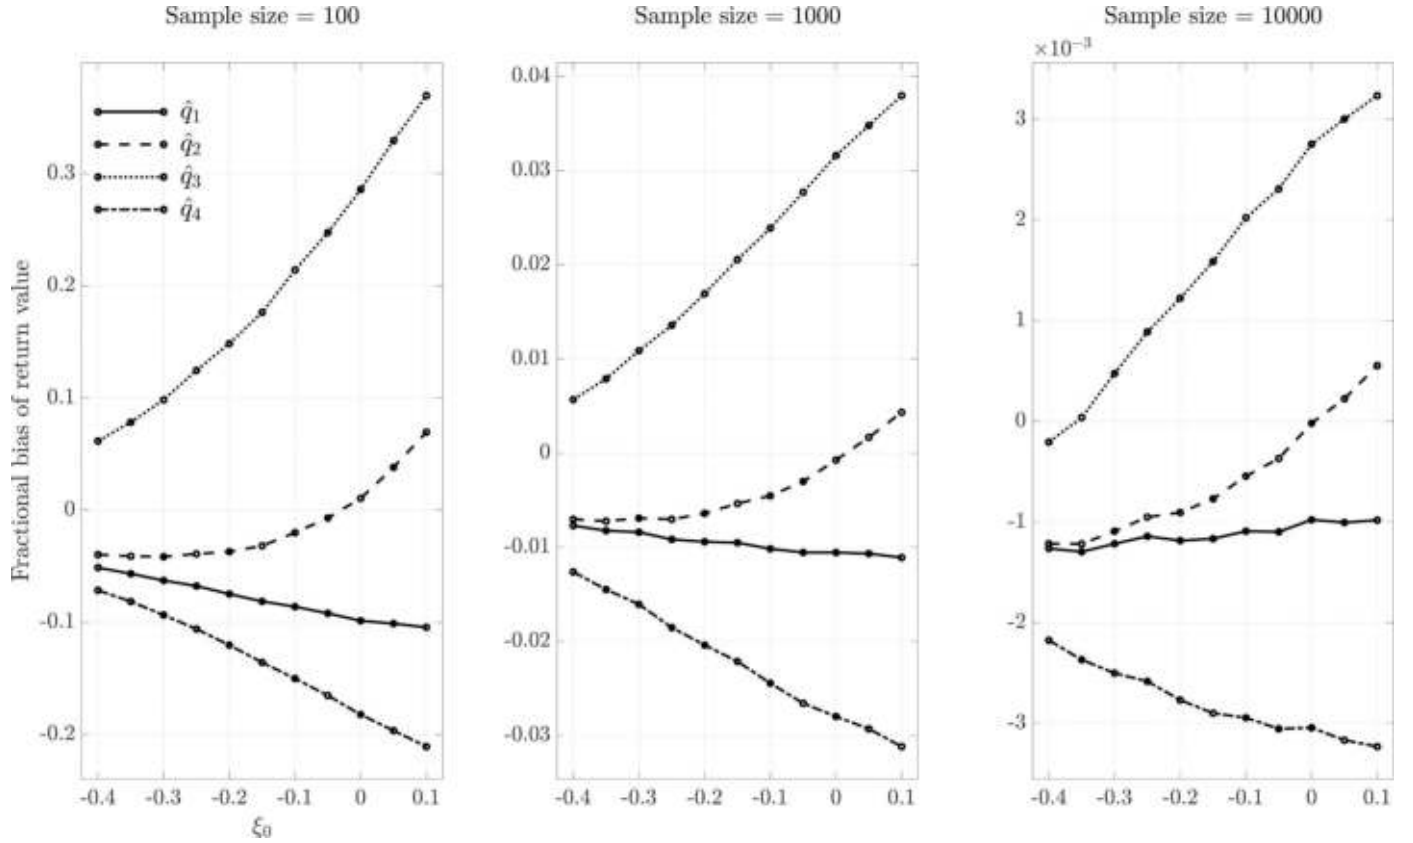 Sample size = 100
Sample size = 1000
Sample size = 10000
Fractional bias of return value
q̂₁
q̂₂
q̂₃
q̂₄
0.3
0.2
0.1
0
-0.1
-0.2
-0.4 -0.3 -0.2 -0.1 0 0.1
ξ₀
0.04
0.03
0.02
0.01
0
-0.01
-0.02
-0.03
-0.4 -0.3 -0.2 -0.1 0 0.1
×10⁻³
3
2
1
0
-1
-2
-3
-0.4 -0.3 -0.2 -0.1 0 0.1